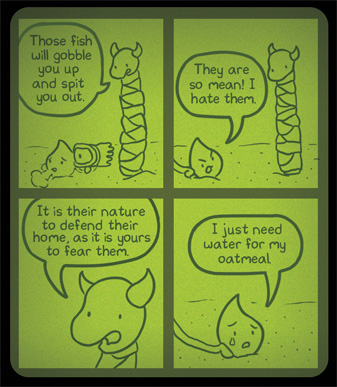 Those fish
will gobble
you up
and spit
you out.
They are
so mean! I
hate them.
It is their nature
to defend their
home, as it is yours
to fear them.
I just need
water for my
oatmeal